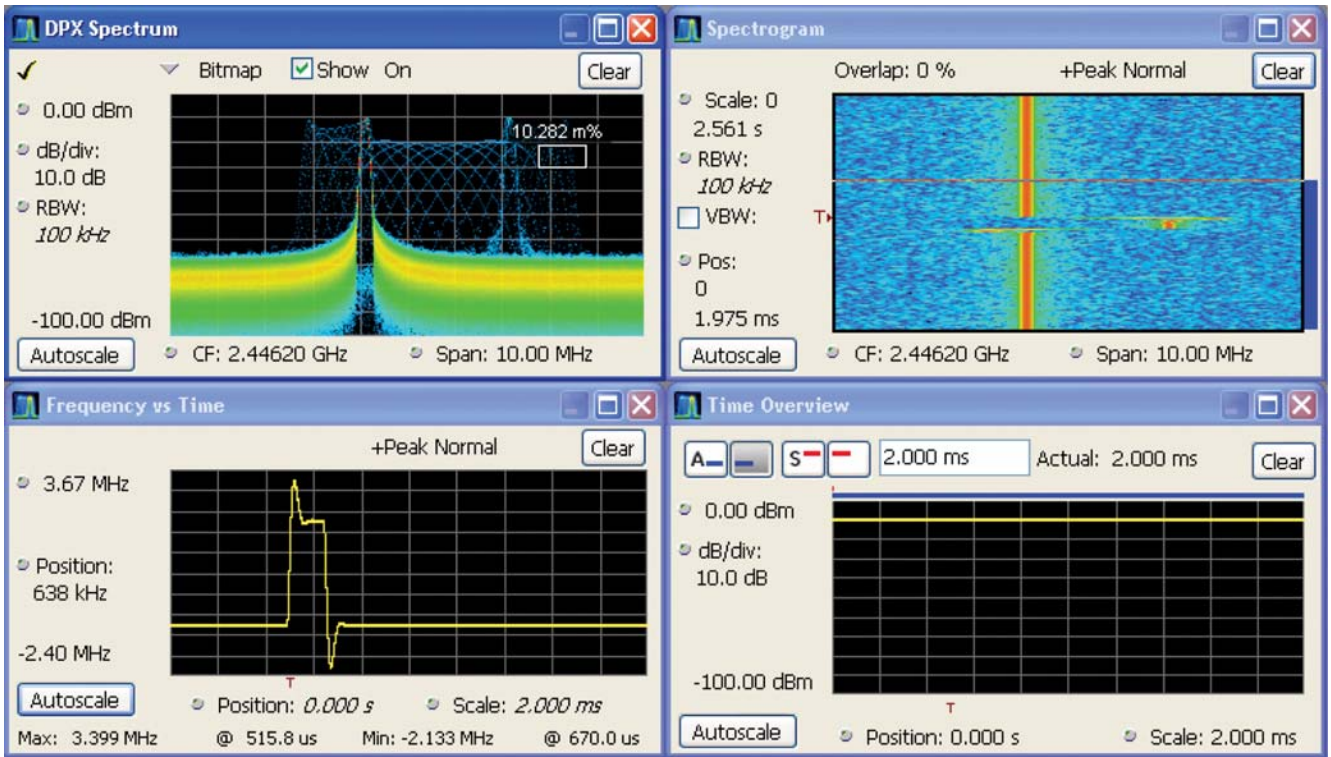 DPX Spectrum
Bitmap Show On Clear
0.00 dBm
10.282 m%
dB/div:
10.0 dB
RBW:
100 kHz
-100.00 dBm
Autoscale CF: 2.44620 GHz Span: 10.00 MHz
Spectrogram
Overlap: 0 % +Peak Normal Clear
Scale: 0
2.561 s
RBW:
100 kHz
VBW: T
Pos:
0
1.975 ms
Autoscale CF: 2.44620 GHz Span: 10.00 MHz
Frequency vs Time
+Peak Normal Clear
3.67 MHz
Position:
638 kHz
-2.40 MHz
T
Autoscale Position: 0.000 s Scale: 2.000 ms
Max: 3.399 MHz @ 515.8 us Min: -2.133 MHz @ 670.0 us
Time Overview
A S 2.000 ms Actual: 2.000 ms Clear
0.00 dBm
dB/div:
10.0 dB
-100.00 dBm
T
Autoscale Position: 0.000 s Scale: 2.000 ms